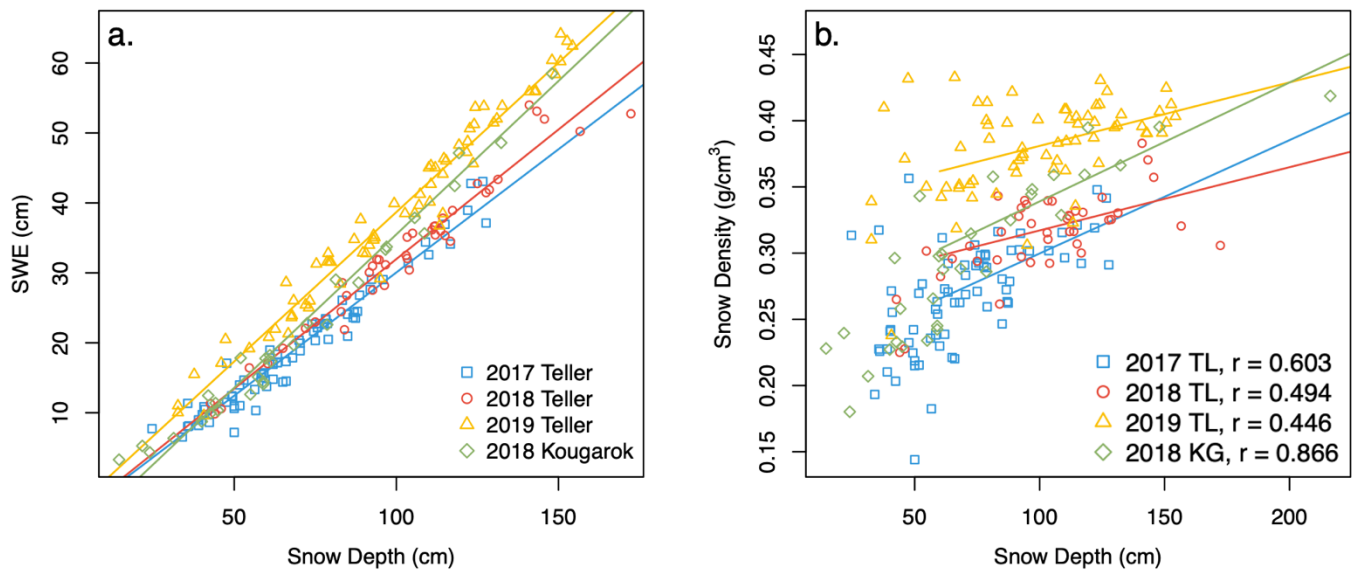 a.
60
50
40
30
20
10
SWE (cm)
2017 Teller
2018 Teller
2019 Teller
2018 Kougarok
50
100
150
Snow Depth (cm)
b.
0.45
0.40
0.35
0.30
0.25
0.20
0.15
Snow Density (g/cm³)
2017 TL, r = 0.603
2018 TL, r = 0.494
2019 TL, r = 0.446
2018 KG, r = 0.866
50
100
150
200
Snow Depth (cm)